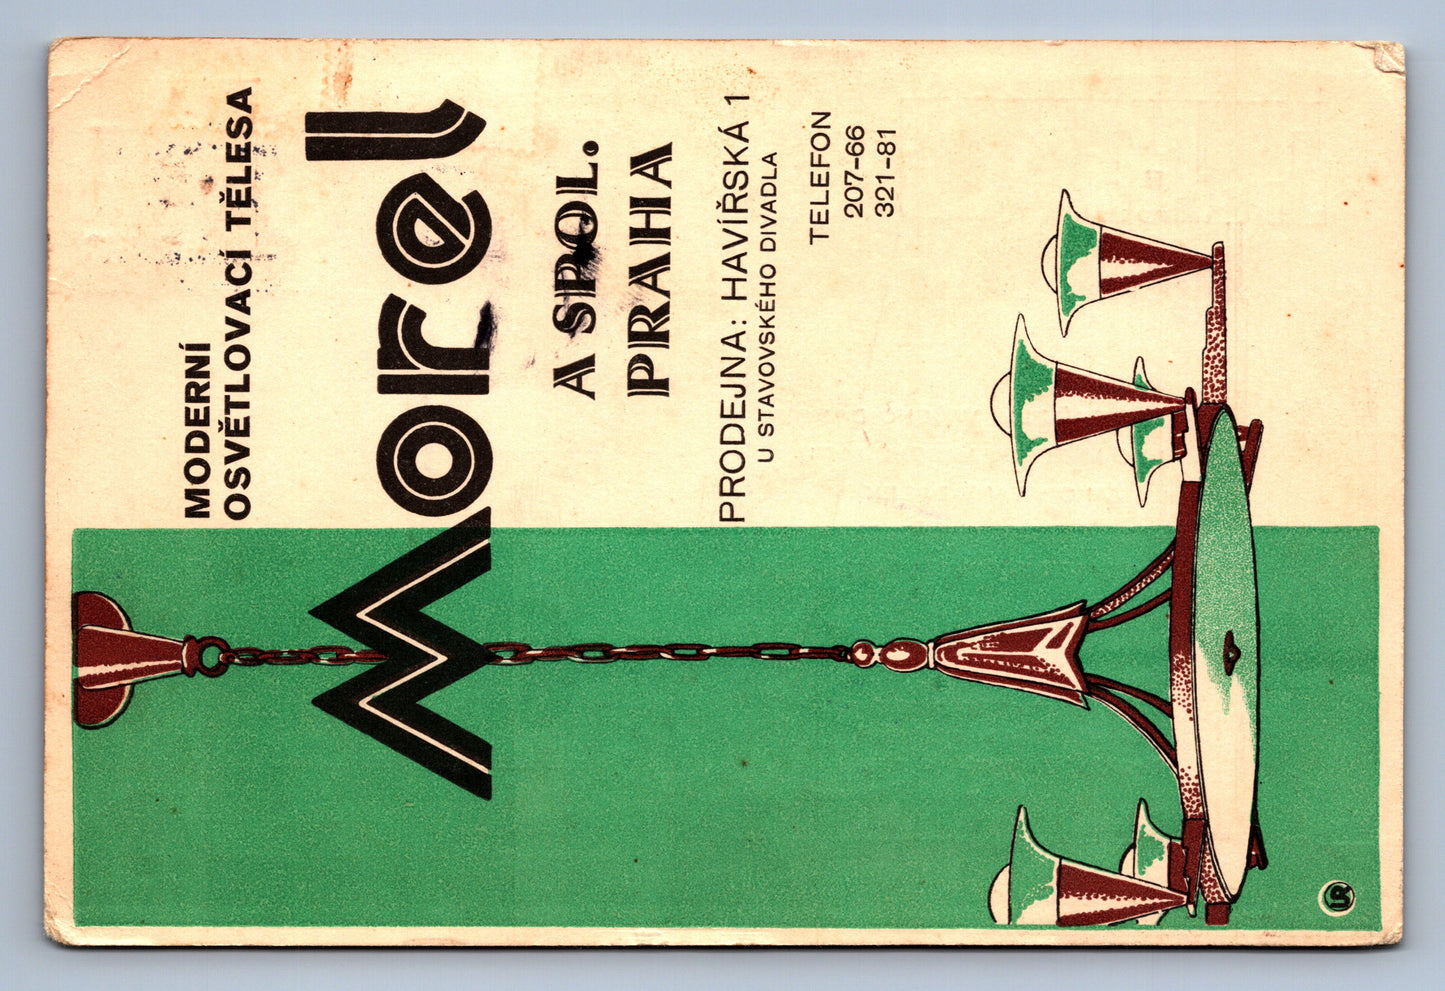 MODERNÍ
OSVĚTLOVACÍ TĚLESA
Morel
A SPOL.
PRAHA
PRODEJNA: HAVÍŘSKÁ 1
U STAVOVSKÉHO DIVADLA
TELEFON
207-66
321-81